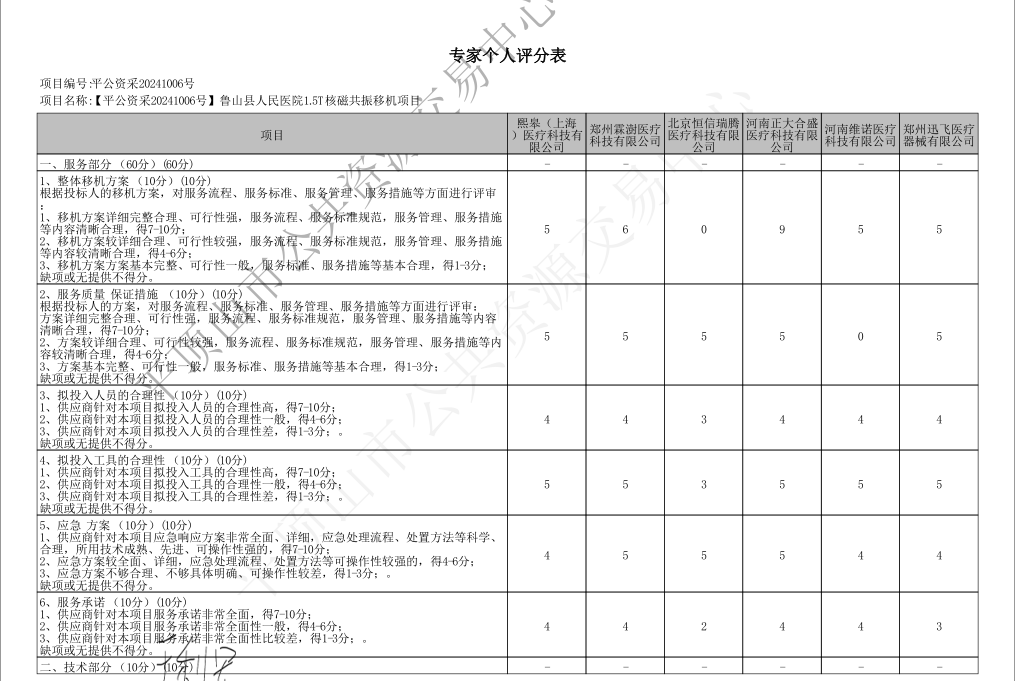 专家个人评分表
项目编号:平公资采20241006号
项目名称:【平公资采20241006号】鲁山县人民医院1.5T核磁共振移机项目
项目
熙皋（上海
）医疗科技有
限公司
郑州霖澍医疗
科技有限公司
北京恒信瑞腾
医疗科技有限
公司
河南正大合盛
医疗科技有限
公司
河南维诺医疗
科技有限公司
郑州迅飞医疗
器械有限公司
一、服务部分（60分）(60分) - - - - - -
1、整体移机方案（10分）(10分)
根据投标人的移机方案，对服务流程、服务标准、服务管理、服务措施等方面进行评审
；
1、移机方案详细完整合理、可行性强，服务流程、服务标准规范，服务管理、服务措施
等内容清晰合理，得7-10分；
2、移机方案较详细合理、可行性较强，服务流程、服务标准规范，服务管理、服务措施
等内容较清晰合理，得4-6分；
3、移机方案方案基本完整、可行性一般，服务标准、服务措施等基本合理，得1-3分；
缺项或无提供不得分。
5 6 0 9 5 5
2、服务质量 保证措施 （10分）(10分)
根据投标人的方案，对服务流程、服务标准、服务管理、服务措施等方面进行评审；
方案详细完整合理、可行性强，服务流程、服务标准规范，服务管理、服务措施等内容
清晰合理，得7-10分；
2、方案较详细合理、可行性较强，服务流程、服务标准规范，服务管理、服务措施等内
容较清晰合理，得4-6分；
3、方案基本完整、可行性一般，服务标准、服务措施等基本合理，得1-3分；
缺项或无提供不得分。
5 5 5 5 0 5
3、拟投入人员的合理性 （10分）(10分)
1、供应商针对本项目拟投入人员的合理性高，得7-10分；
2、供应商针对本项目拟投入人员的合理性一般，得4-6分；
3、供应商针对本项目拟投入人员的合理性差，得1-3分；。
缺项或无提供不得分。
4 4 3 4 4 4
4、拟投入工具的合理性 （10分）(10分)
1、供应商针对本项目拟投入工具的合理性高，得7-10分；
2、供应商针对本项目拟投入工具的合理性一般，得4-6分；
3、供应商针对本项目拟投入工具的合理性差，得1-3分；。
缺项或无提供不得分。
5 5 3 5 5 5
5、应急 方案 （10分）(10分)
1、供应商针对本项目应急响应方案非常全面、详细，应急处理流程、处置方法等科学、
合理，所用技术成熟、先进、可操作性强的，得7-10分；
2、应急方案较全面、详细，应急处理流程、处置方法等可操作性较强的，得4-6分；
3、应急方案不够合理、不够具体明确、可操作性较差，得1-3分；。
缺项或无提供不得分。
4 5 5 5 4 4
6、服务承诺 （10分）(10分)
1、供应商针对本项目服务承诺非常全面，得7-10分；
2、供应商针对本项目服务承诺非常全面性一般，得4-6分；
3、供应商针对本项目服务承诺非常全面性比较差，得1-3分；。
缺项或无提供不得分。
4 4 2 4 4 3
二、技术部分（10分）(10分) - - - - - -
平顶山市公共资源交易中心
平顶山市公共资源交易中心